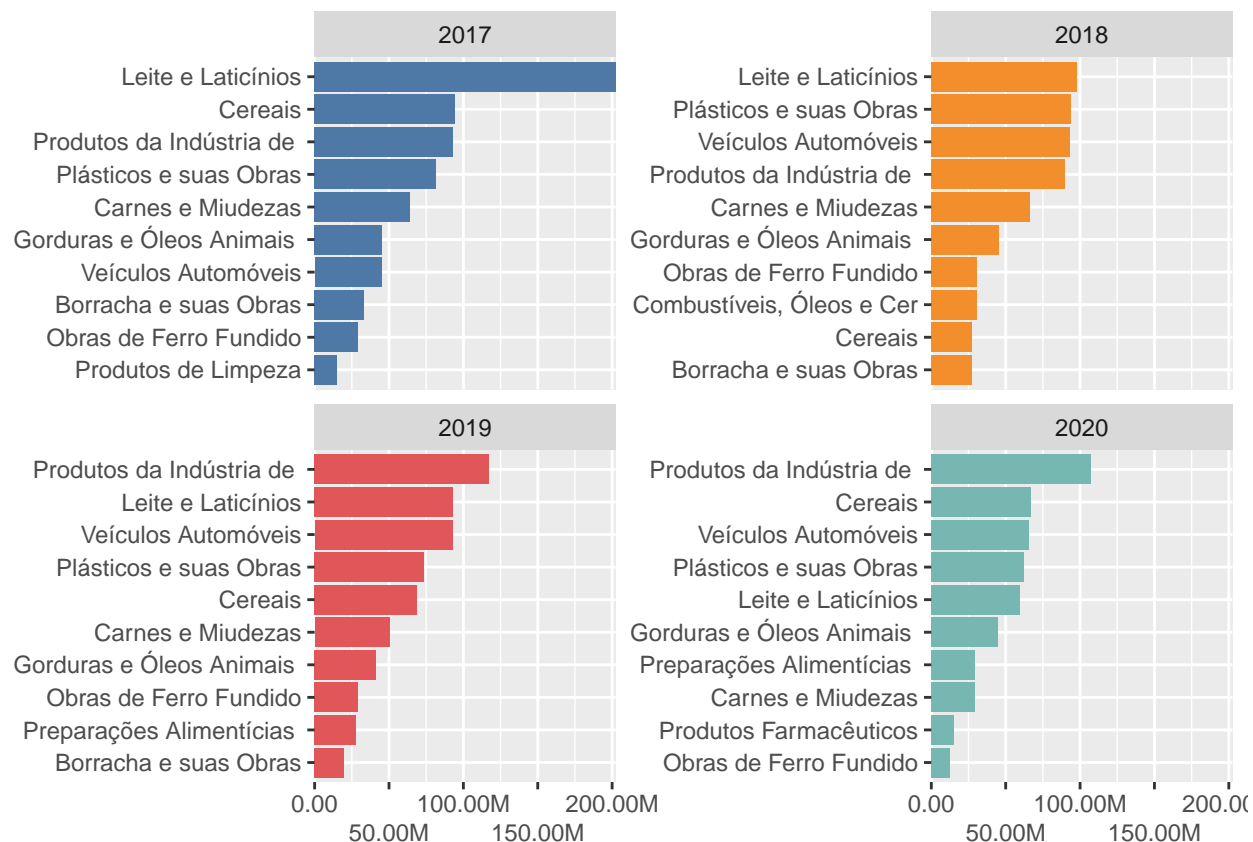 2017
Leite e Laticínios
Cereais
Produtos da Indústria de
Plásticos e suas Obras
Carnes e Miudezas
Gorduras e Óleos Animais
Veículos Automóveis
Borracha e suas Obras
Obras de Ferro Fundido
Produtos de Limpeza
2018
Leite e Laticínios
Plásticos e suas Obras
Veículos Automóveis
Produtos da Indústria de
Carnes e Miudezas
Gorduras e Óleos Animais
Obras de Ferro Fundido
Combustíveis, Óleos e Cer
Cereais
Borracha e suas Obras
2019
Produtos da Indústria de
Leite e Laticínios
Veículos Automóveis
Plásticos e suas Obras
Cereais
Carnes e Miudezas
Gorduras e Óleos Animais
Obras de Ferro Fundido
Preparações Alimentícias
Borracha e suas Obras
0.00 100.00M 200.00M
50.00M 150.00M
2020
Produtos da Indústria de
Cereais
Veículos Automóveis
Plásticos e suas Obras
Leite e Laticínios
Gorduras e Óleos Animais
Preparações Alimentícias
Carnes e Miudezas
Produtos Farmacêuticos
Obras de Ferro Fundido
0.00 100.00M 200.0
50.00M 150.00M